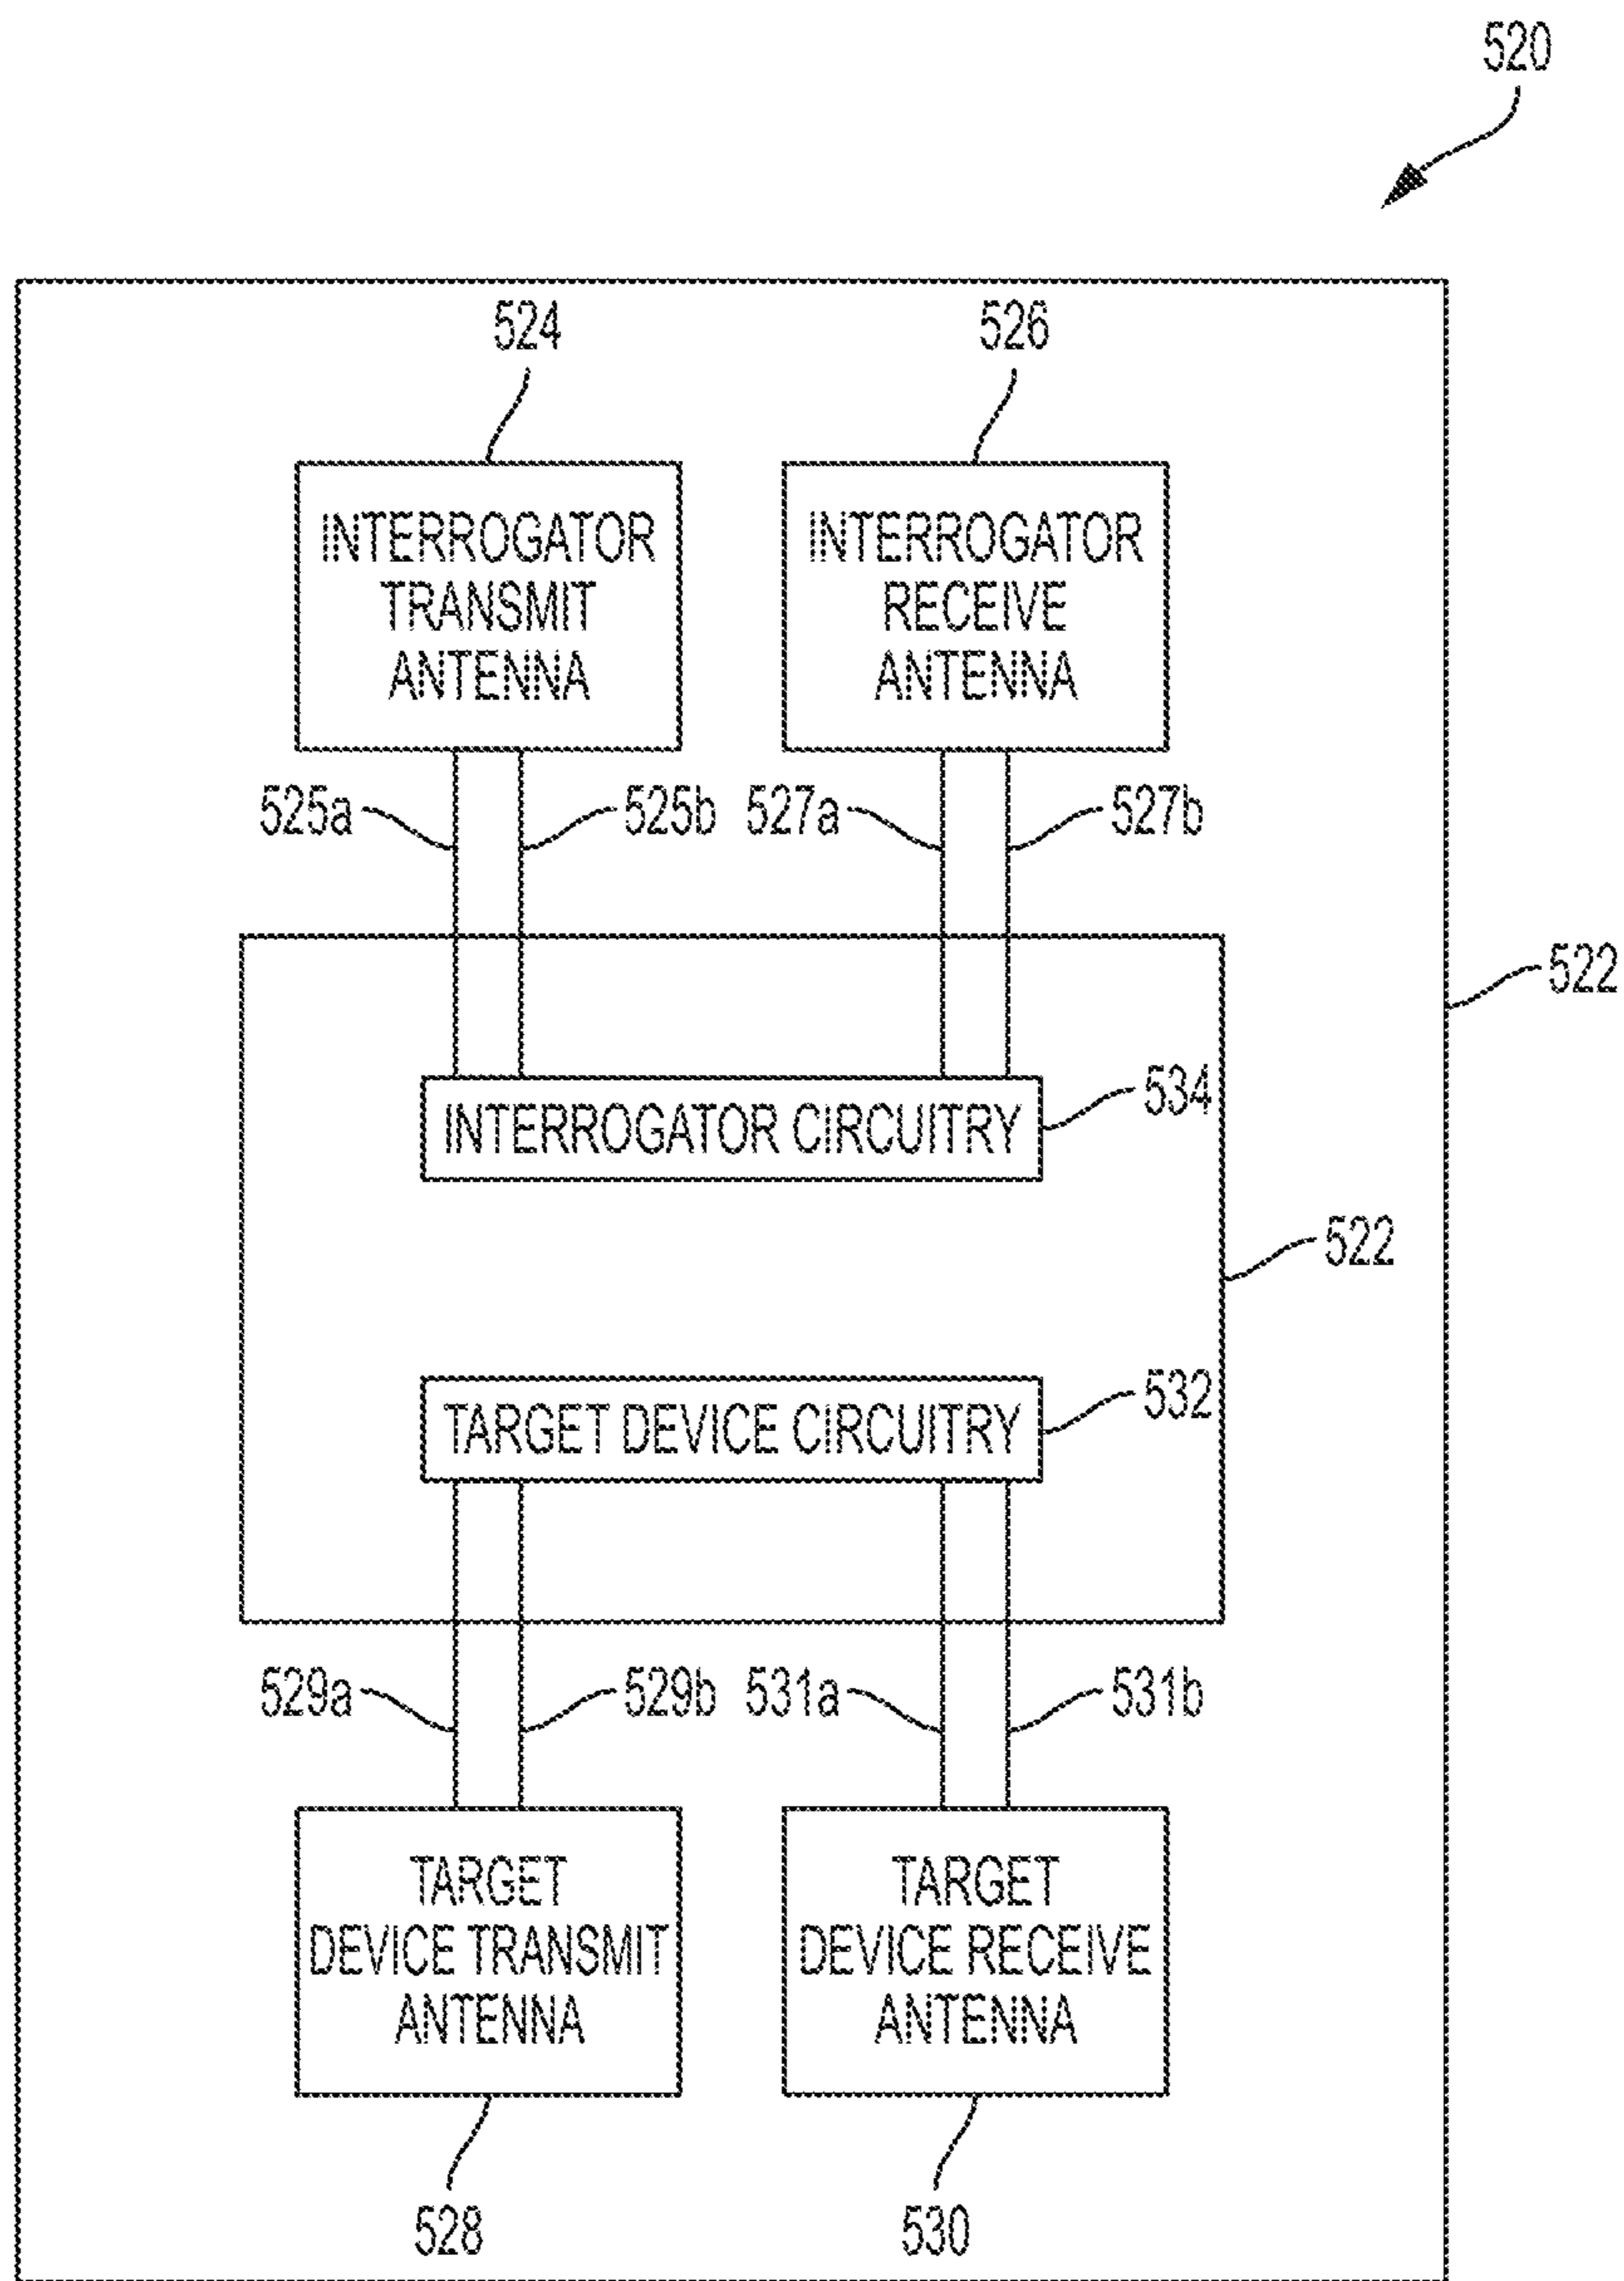 520
524
526
INTERROGATOR
TRANSMIT
ANTENNA
INTERROGATOR
RECEIVE
ANTENNA
525a
525b
527a
527b
522
INTERROGATOR CIRCUITRY
534
522
TARGET DEVICE CIRCUITRY
532
529a
529b
531a
531b
TARGET
DEVICE TRANSMIT
ANTENNA
TARGET
DEVICE RECEIVE
ANTENNA
528
530